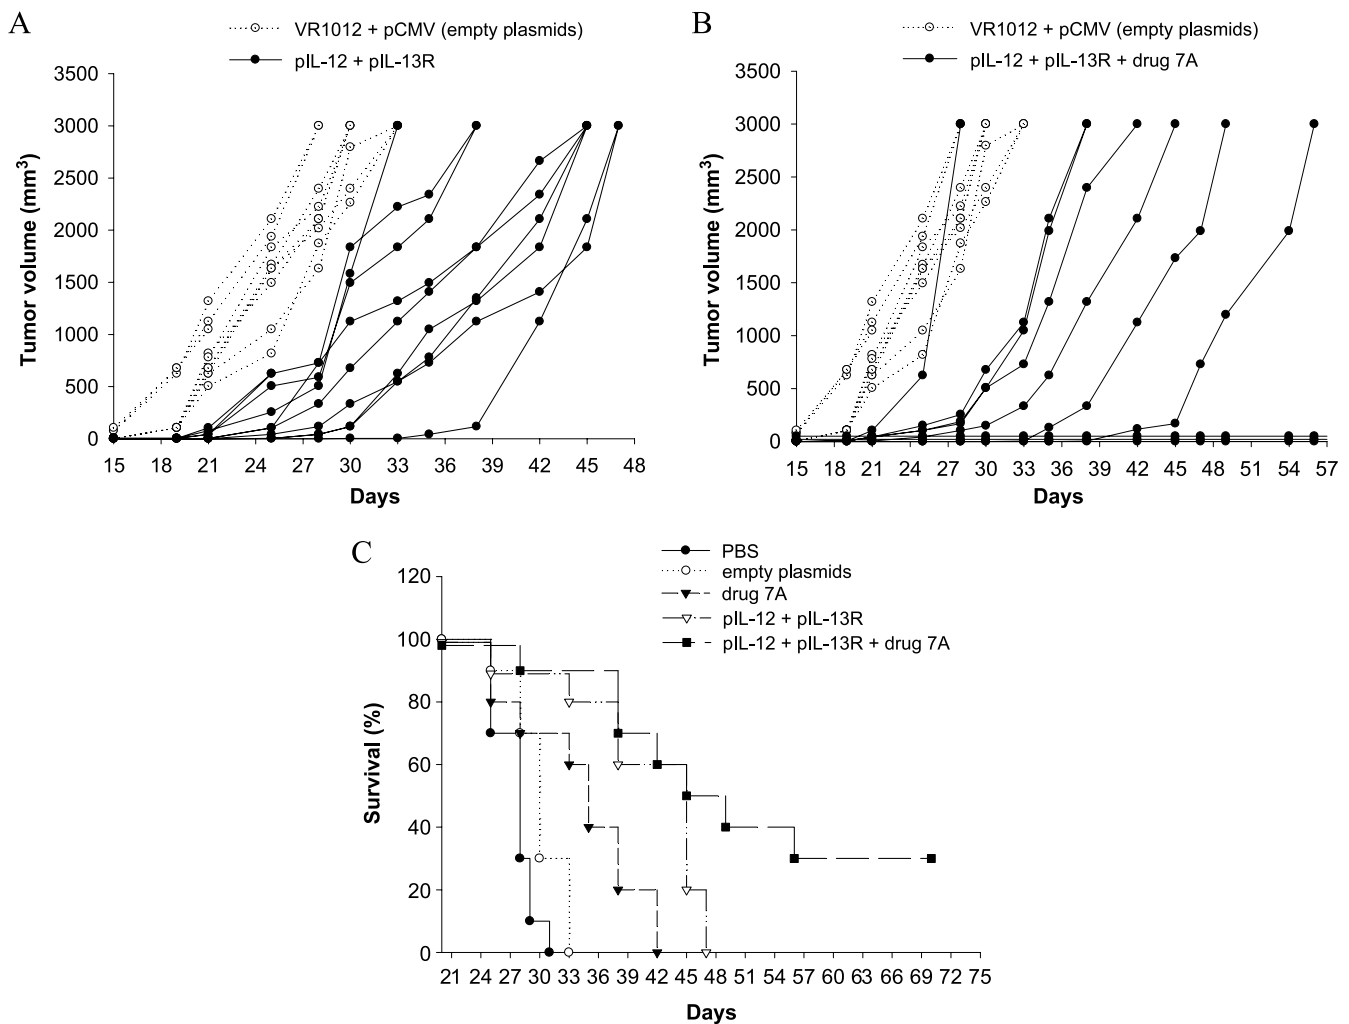 A
VR1012 + pCMV (empty plasmids)
pIL-12 + pIL-13R
3500
3000
2500
2000
1500
1000
500
0
Tumor volume (mm³)
15 18 21 24 27 30 33 36 39 42 45 48
Days
B
VR1012 + pCMV (empty plasmids)
pIL-12 + pIL-13R + drug 7A
3500
3000
2500
2000
1500
1000
500
0
Tumor volume (mm³)
15 18 21 24 27 30 33 36 39 42 45 48 51 54 57
Days
C
PBS
empty plasmids
drug 7A
pIL-12 + pIL-13R
pIL-12 + pIL-13R + drug 7A
120
100
80
60
40
20
0
Survival (%)
21 24 27 30 33 36 39 42 45 48 51 54 57 60 63 66 69 72 75
Days